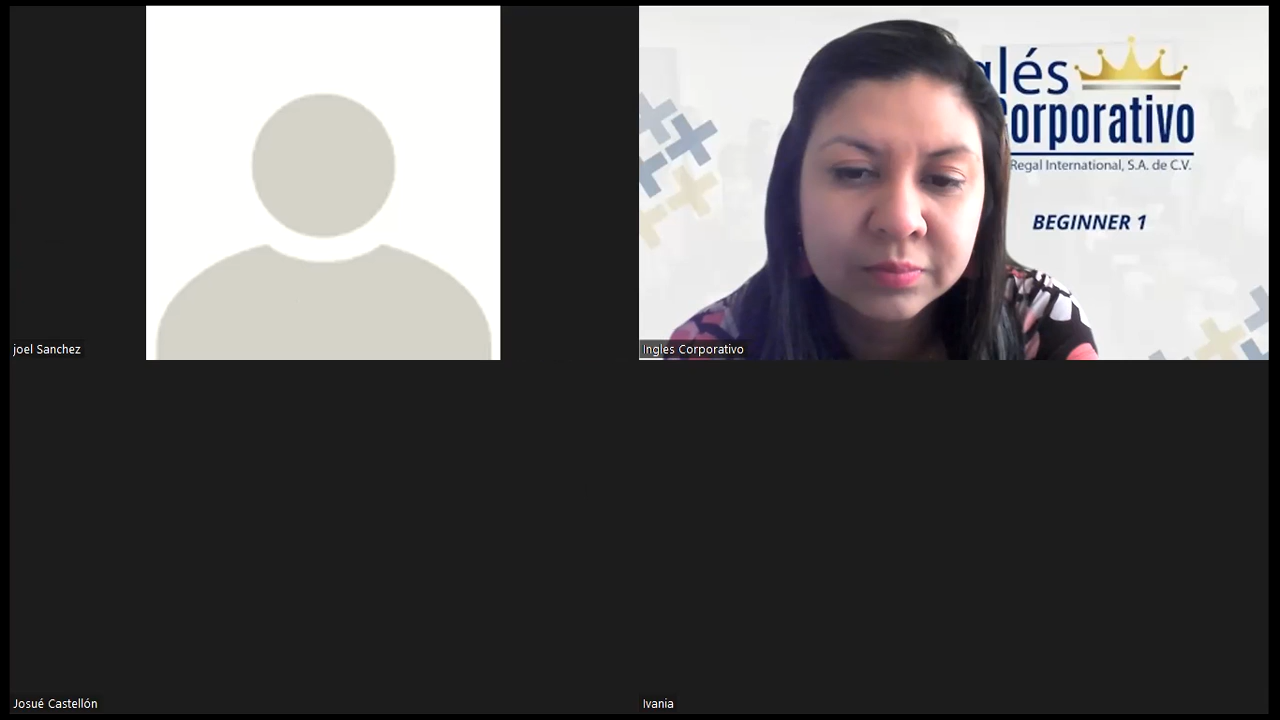 glés
Corporativo
Regal International, S.A. de C.V.
BEGINNER 1
joel Sanchez
Ingles Corporativo
Josué Castellón
Ivania